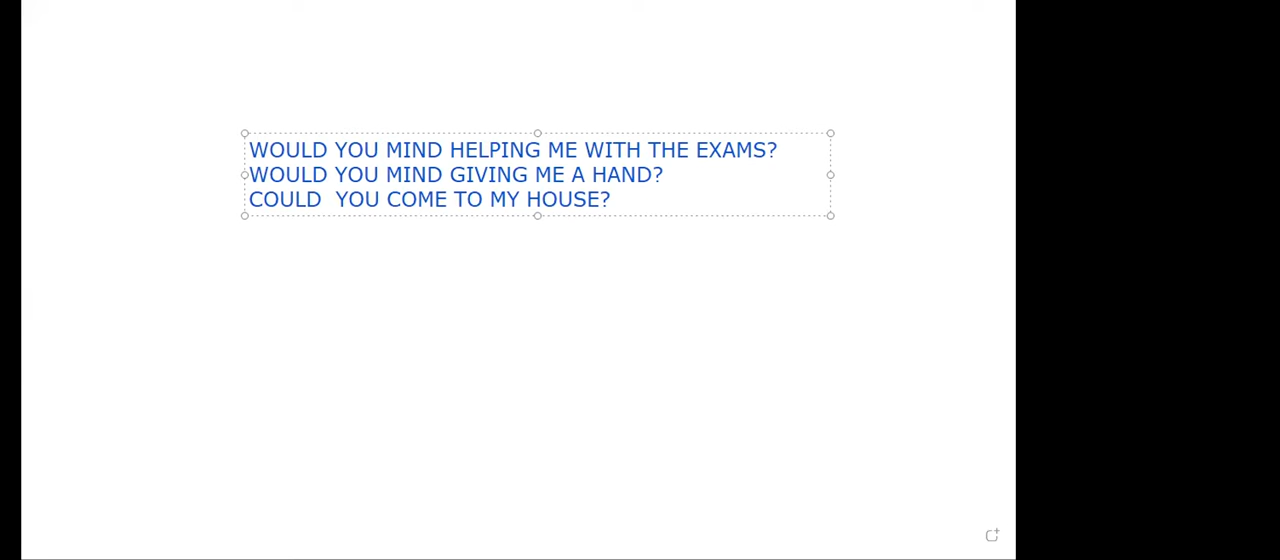 WOULD YOU MIND HELPING ME WITH THE EXAMS?
WOULD YOU MIND GIVING ME A HAND?
COULD  YOU COME TO MY HOUSE?